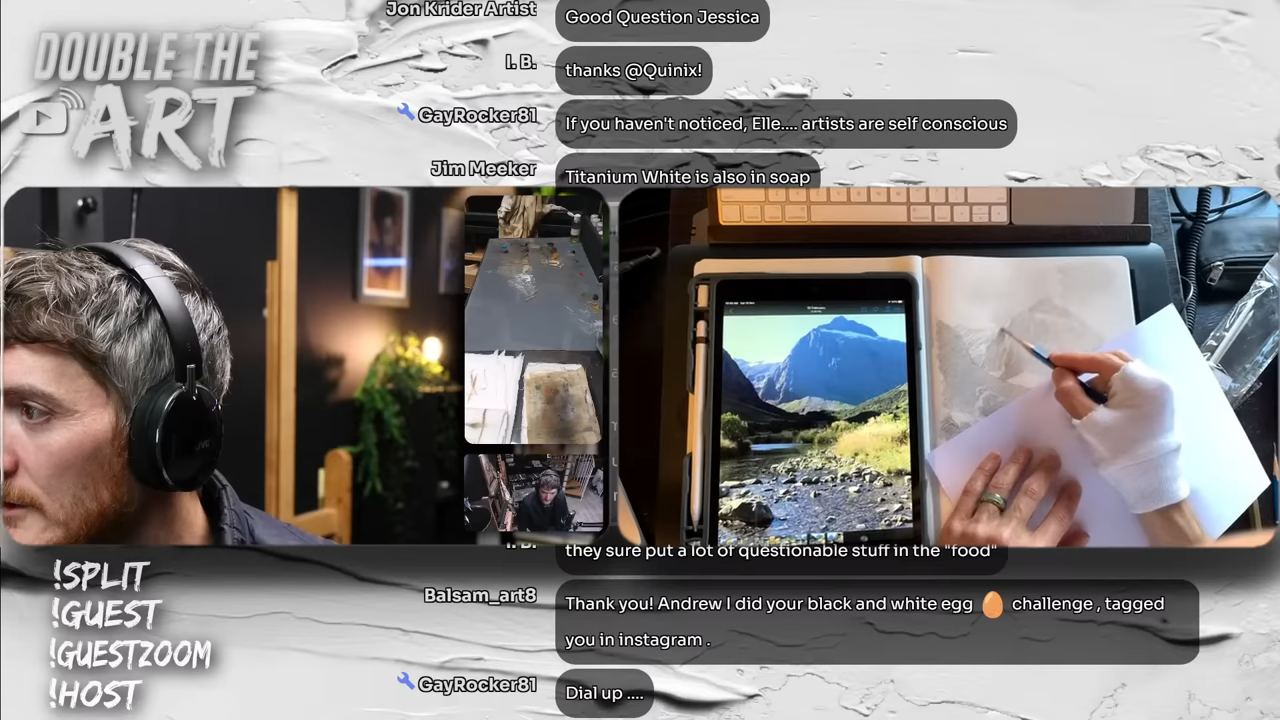 Jon Krider Artist
Good Question Jessica
DOUBLE THE
ART
I. B.
thanks @Quinix!
GayRocker81
If you haven't noticed, Elle.... artists are self conscious
Jim Meeker
Titanium White is also in soap
they sure put a lot of questionable stuff in the "food"
!SPLIT
!GUEST
!GUESTZOOM
!HOST
Balsam_art8
Thank you! Andrew I did your black and white egg 🥚 challenge , tagged
you in instagram .
GayRocker81
Dial up ....